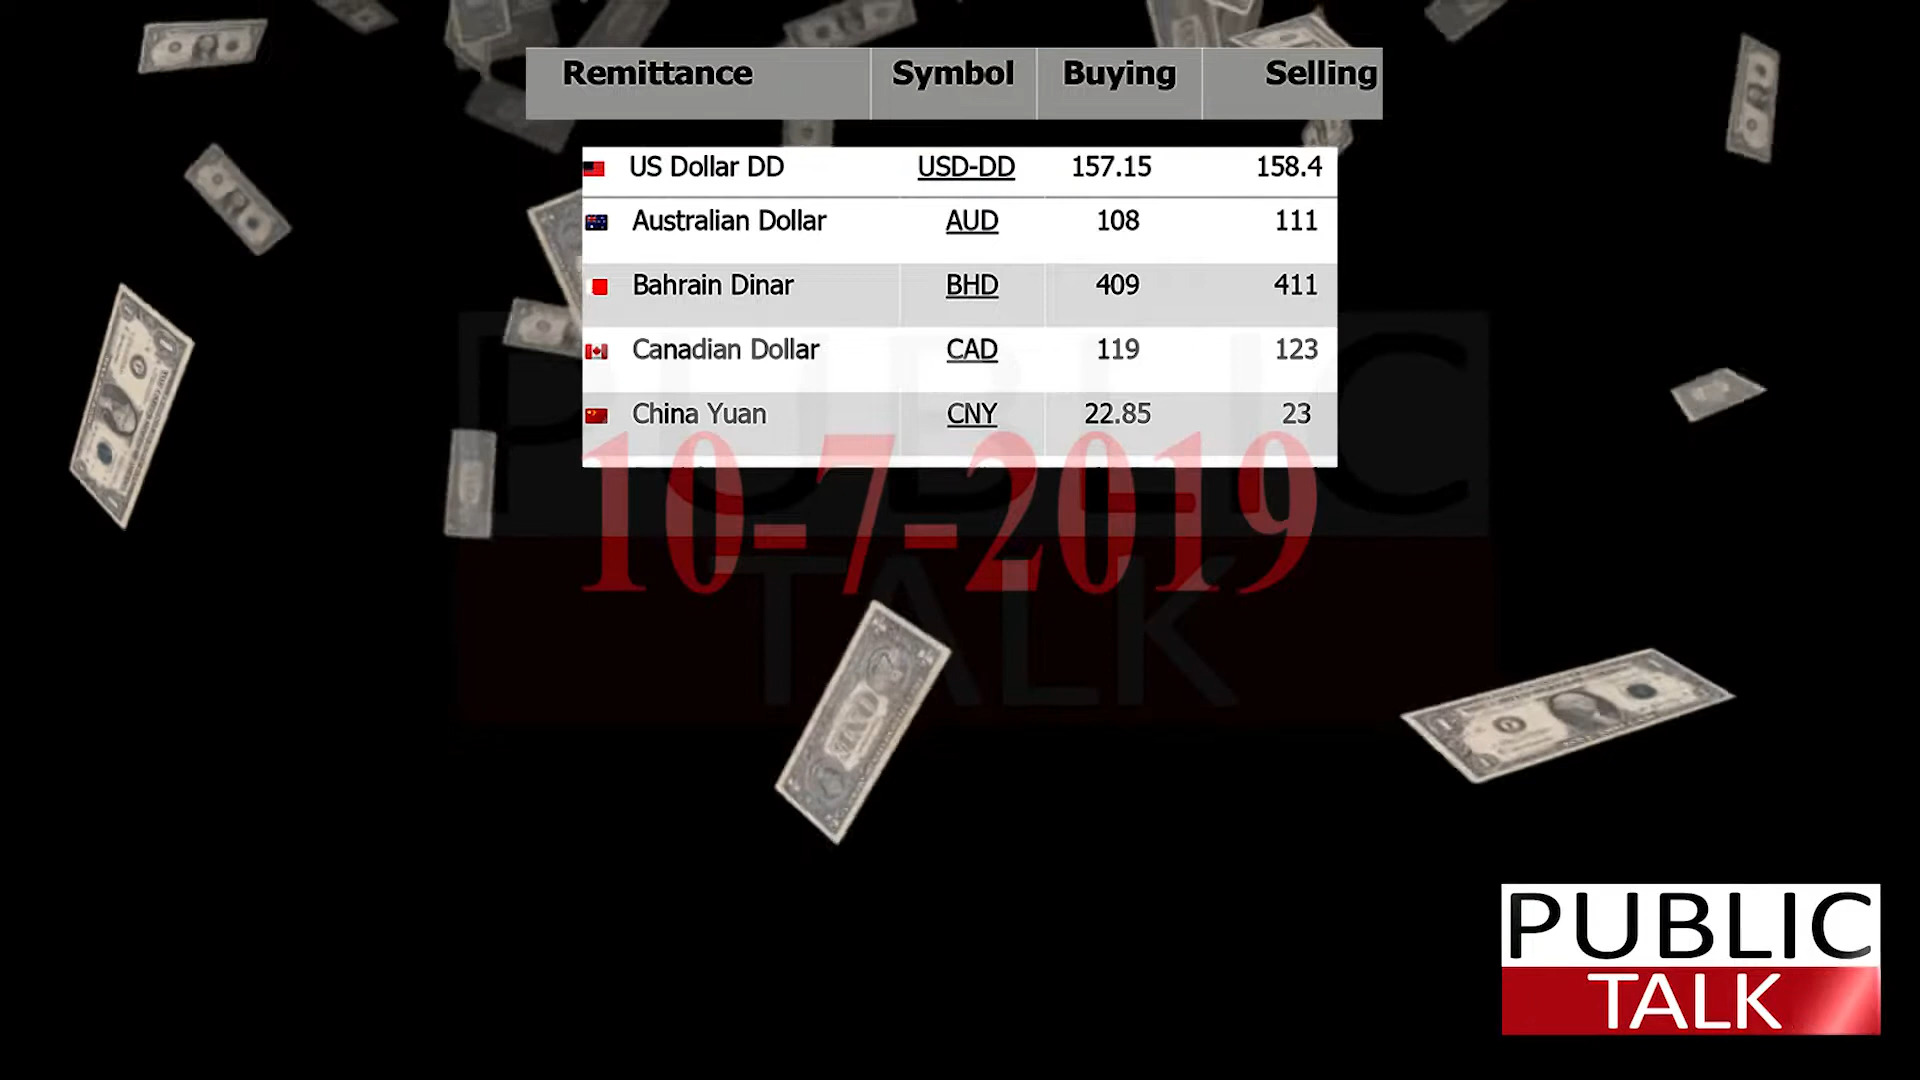 Remittance Symbol Buying Selling
US Dollar DD USD-DD 157.15 158.4
Australian Dollar AUD 108 111
Bahrain Dinar BHD 409 411
Canadian Dollar CAD 119 123
China Yuan CNY 22.85 23
10-7-2019
PUBLIC
TALK
PUBLIC
TALK